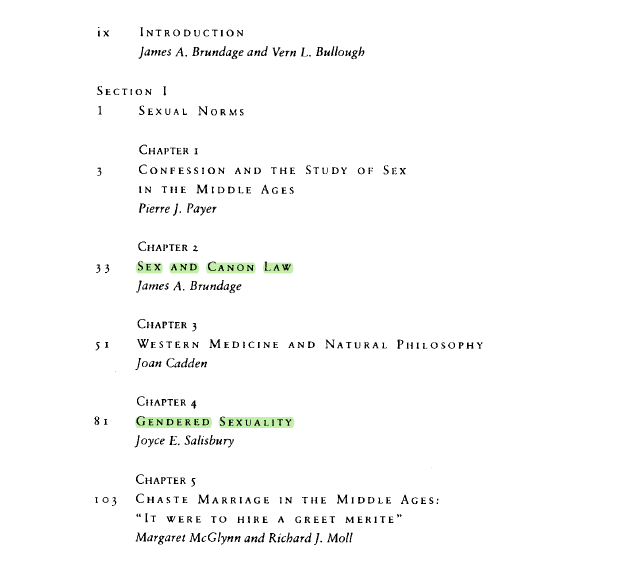 ix Introduction
James A. Brundage and Vern L. Bullough
Section I
1 Sexual Norms
Chapter 1
3 Confession and the Study of Sex
in the Middle Ages
Pierre J. Payer
Chapter 2
33 Sex and Canon Law
James A. Brundage
Chapter 3
51 Western Medicine and Natural Philosophy
Joan Cadden
Chapter 4
81 Gendered Sexuality
Joyce E. Salisbury
Chapter 5
103 Chaste Marriage in the Middle Ages:
"It were to hire a greet merite"
Margaret McGlynn and Richard J. Moll